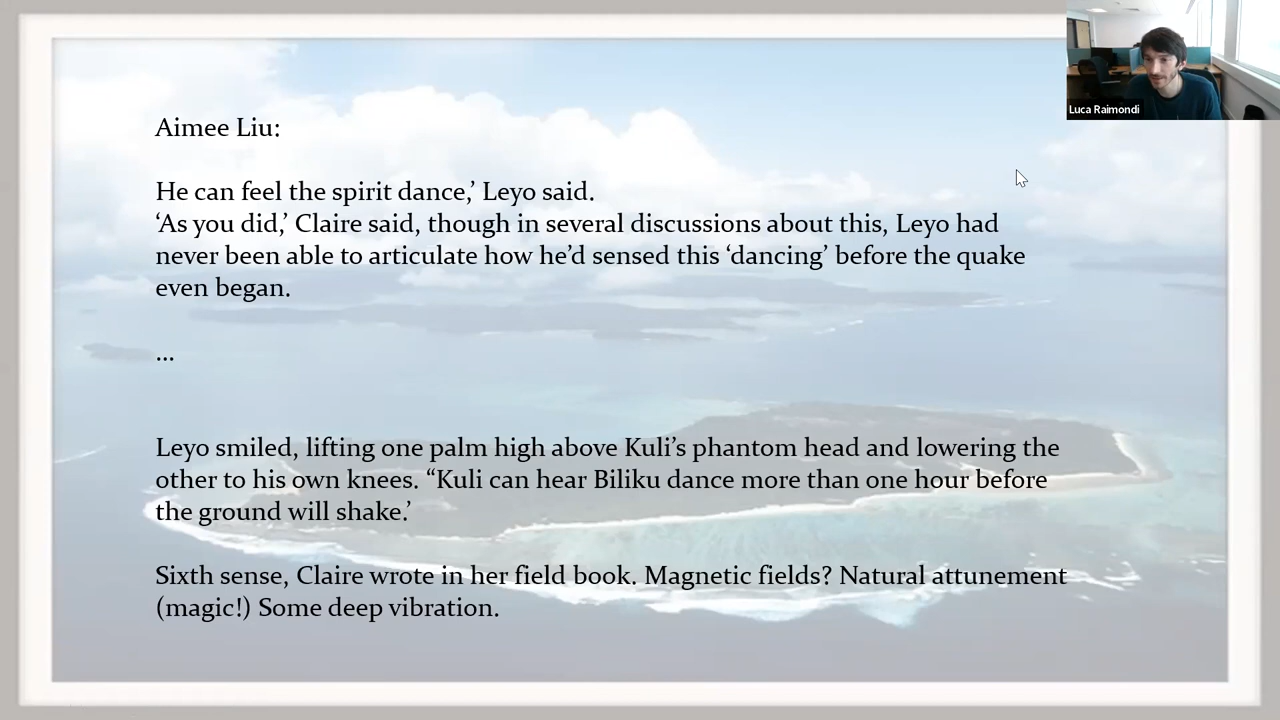 Luca Raimondi
Aimee Liu:
He can feel the spirit dance,’ Leyo said.
‘As you did,’ Claire said, though in several discussions about this, Leyo had
never been able to articulate how he’d sensed this ‘dancing’ before the quake
even began.
...
Leyo smiled, lifting one palm high above Kuli’s phantom head and lowering the
other to his own knees. “Kuli can hear Biliku dance more than one hour before
the ground will shake.’
Sixth sense, Claire wrote in her field book. Magnetic fields? Natural attunement
(magic!) Some deep vibration.